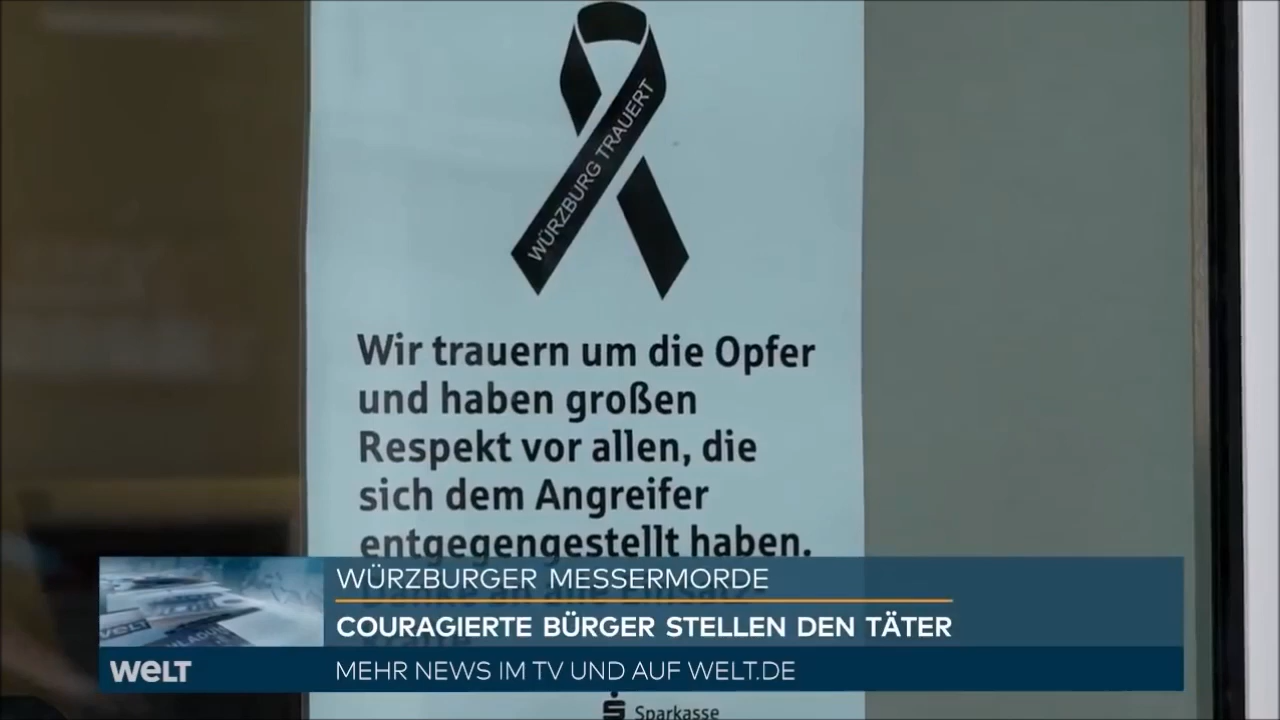 WÜRZBURG TRAUERT
Wir trauern um die Opfer
und haben großen
Respekt vor allen, die
sich dem Angreifer
entgegengestellt haben.
WÜRZBURGER MESSERMORDE
COURAGIERTE BÜRGER STELLEN DEN TÄTER
WELT
MEHR NEWS IM TV UND AUF WELT.DE
Sparkasse